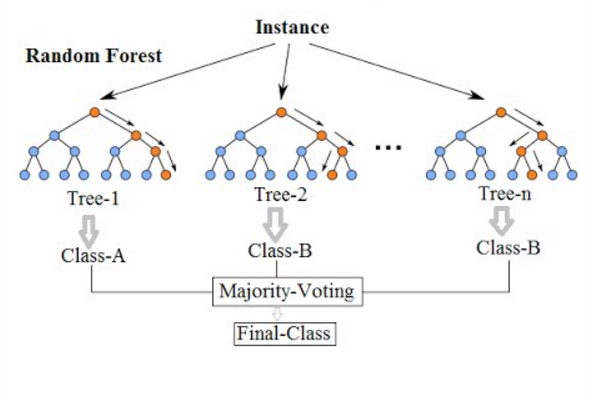 Instance
Random Forest
...
Tree-1
Tree-2
Tree-n
Class-A
Class-B
Class-B
Majority-Voting
Final-Class